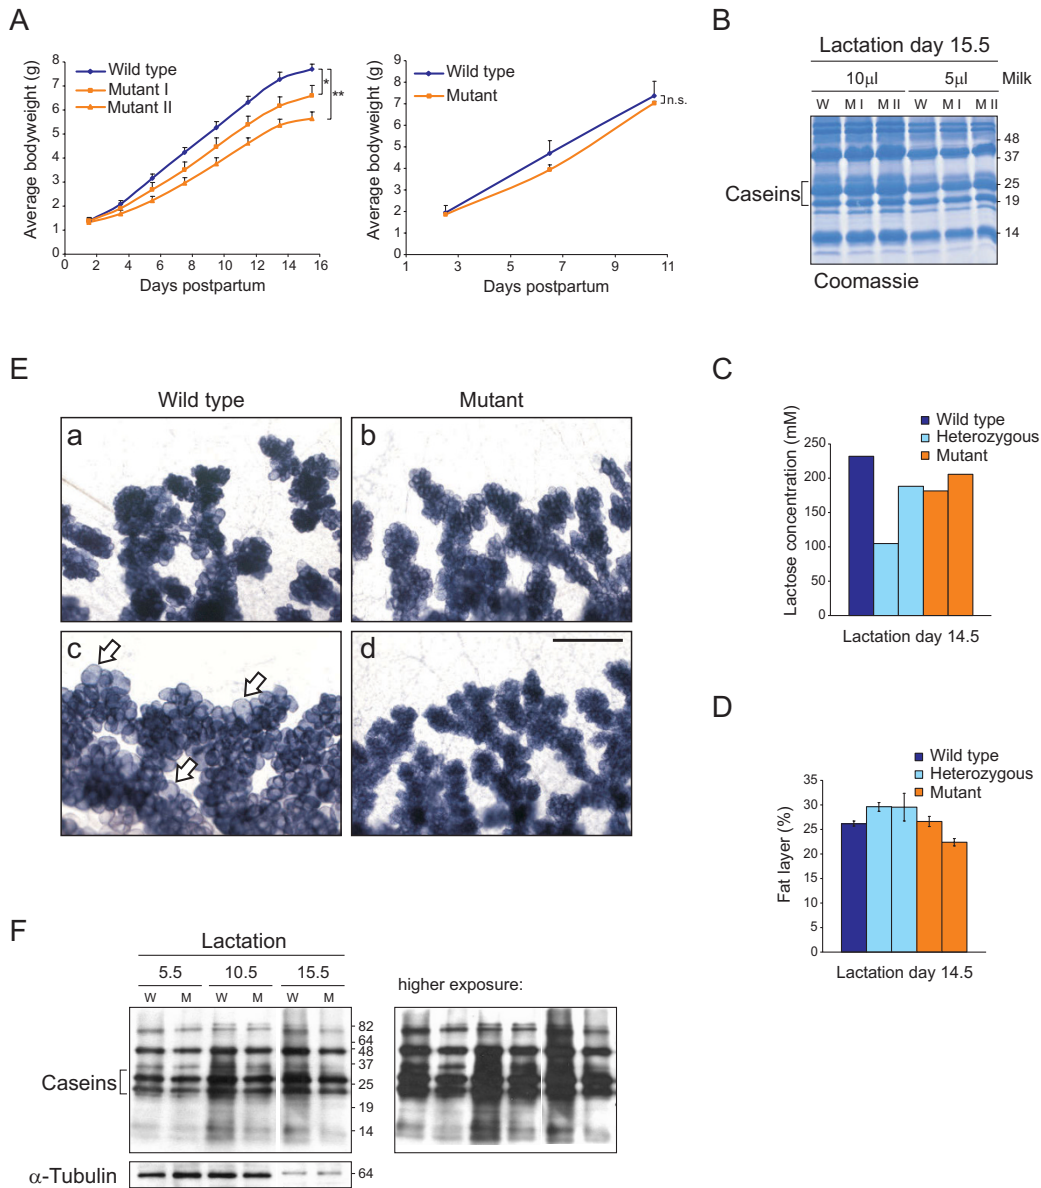 A
Average bodyweight (g)
8
7
6
5
4
3
2
1
0
Wild type
Mutant I
Mutant II
*
**
0 2 4 6 8 10 12 14 16
Days postpartum
Average bodyweight (g)
9
8
7
6
5
4
3
2
1
0
Wild type
Mutant
n.s.
1 3 5 7 9 11
Days postpartum
B
Lactation day 15.5
10µl 5µl Milk
W M I M II W M I M II
Caseins
48
37
25
19
14
Coomassie
E
Wild type Mutant
a b
c d
C
Wild type
Heterozygous
Mutant
Lactose concentration (mM)
250
200
150
100
50
0
Lactation day 14.5
D
Wild type
Heterozygous
Mutant
Fat layer (%)
35
30
25
20
15
10
5
0
Lactation day 14.5
F
Lactation
5.5 10.5 15.5
W M W M W M
Caseins
82
64
48
37
25
19
14
α-Tubulin
64
higher exposure: